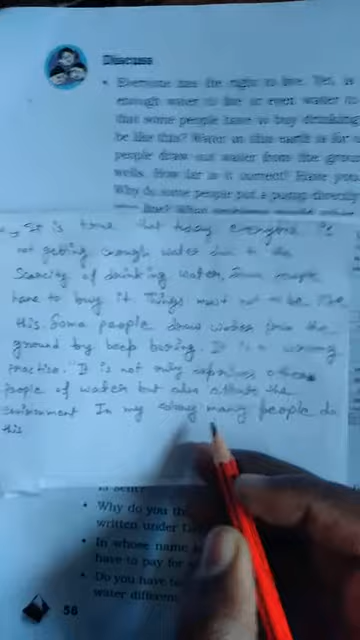 Discuss
• Everyone has the right to live. Yet, is
enough water to live or even water to
that some people have to buy drinking
be like this? Water on this earth is for
people draw out water from the grou
wells. How far is it correct? Have you
Why do some people put a pump directly
It is true that today everyone is
not getting enough water due to the
Scarcity of drinking water, Some people
have to buy it. Things must not be like
this. Some people draw water from the
ground by deep boring. It is a wrong
practise. It is not only deprives others
people of water but also affects the
environment In my colony many people do
this
• Why do you th
written under
• In whose name
have to pay for
• Do you have to
water different
58